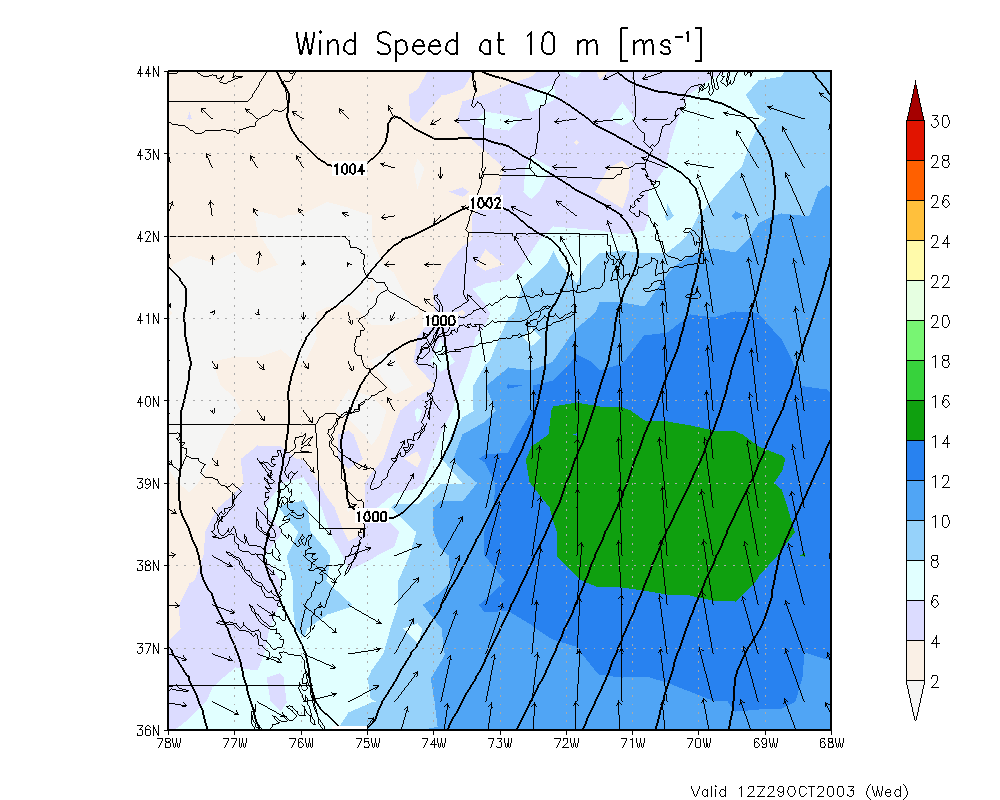 Wind Speed at 10 m [ms⁻¹]
44N
43N
42N
41N
40N
39N
38N
37N
36N
78W 77W 76W 75W 74W 73W 72W 71W 70W 69W 68W
1004
1002
1000
1000
30
28
26
24
22
20
18
16
14
12
10
8
6
4
2
Valid 12Z29OCT2003 (Wed)